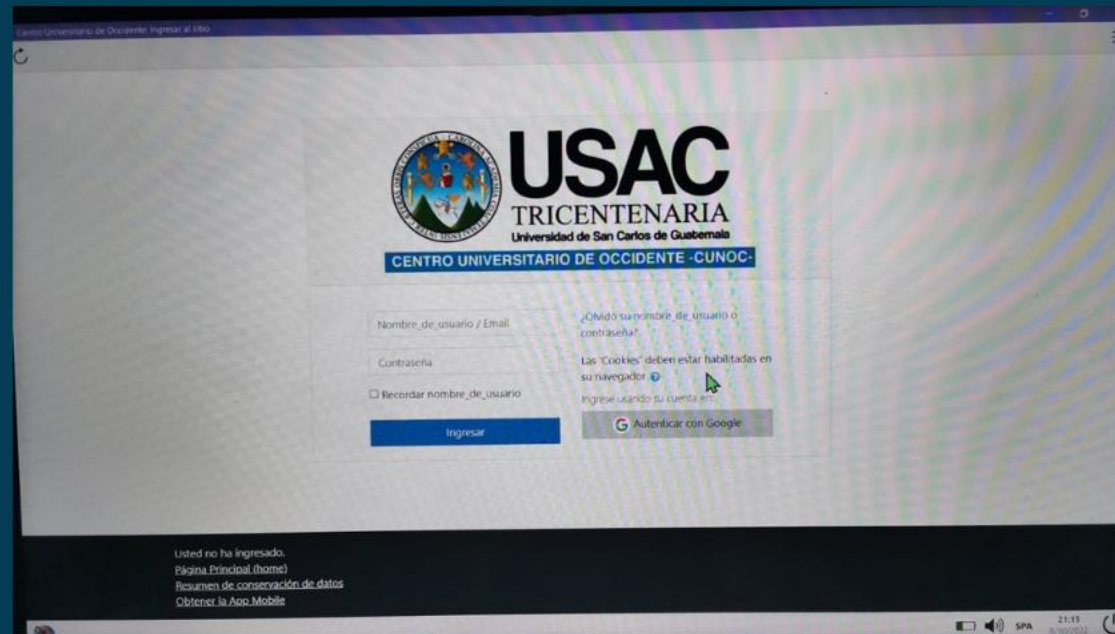 Centro Universitario de Occidente: Ingresar al sitio
USAC
TRICENTENARIA
Universidad de San Carlos de Guatemala
CENTRO UNIVERSITARIO DE OCCIDENTE -CUNOC-
Nombre_de_usuario / Email
Contraseña
Recordar nombre_de_usuario
Ingresar
¿Olvidó su nombre_de_usuario o
contraseña?
Las 'Cookies' deben estar habilitadas en
su navegador
Ingrese usando su cuenta en:
Autenticar con Google
Usted no ha ingresado.
Página Principal (home)
Resumen de conservación de datos
Obtener la App Mobile
SPA
21:15